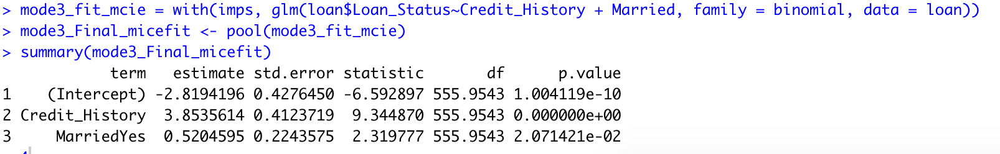 > mode3_fit_mcie = with(imps, glm(loan$Loan_Status~Credit_History + Married, family = binomial, data = loan))
> mode3_Final_micefit <- pool(mode3_fit_mcie)
> summary(mode3_Final_micefit)
term estimate std.error statistic df p.value
1 (Intercept) -2.8194196 0.4276450 -6.592897 555.9543 1.004119e-10
2 Credit_History 3.8535614 0.4123719 9.344870 555.9543 0.000000e+00
3 MarriedYes 0.5204595 0.2243575 2.319777 555.9543 2.071421e-02